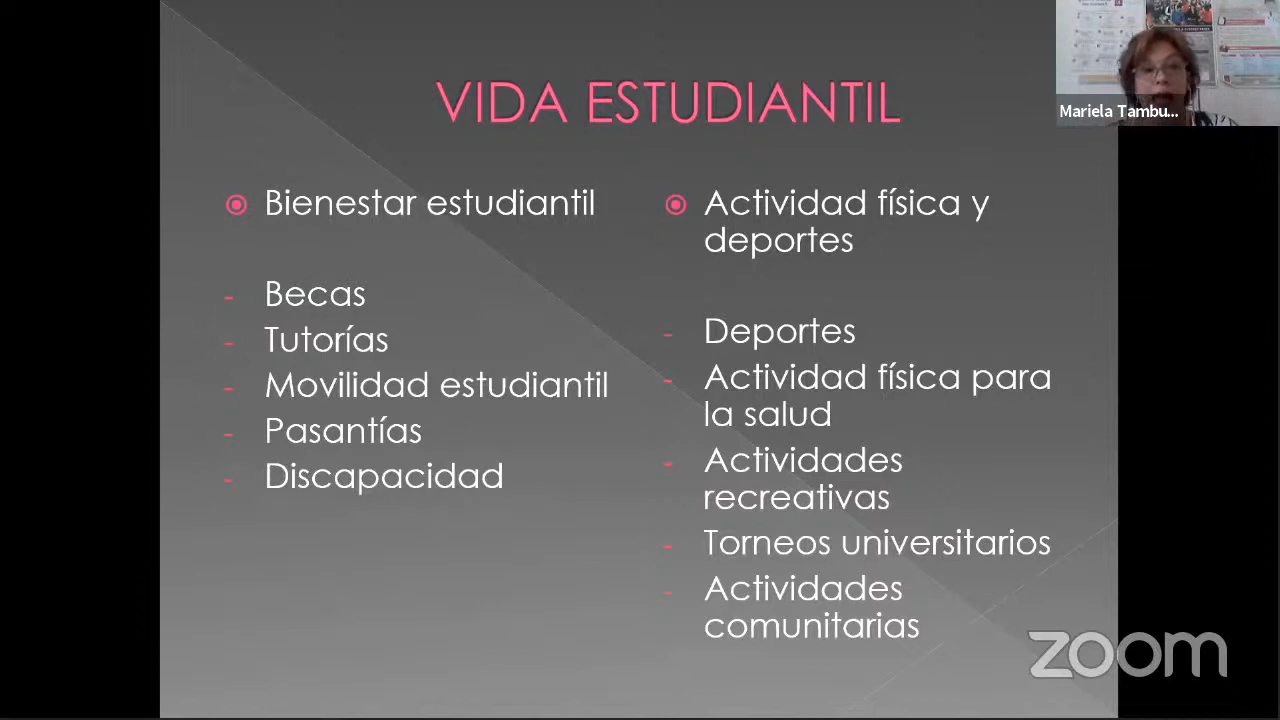 VIDA ESTUDIANTIL
Mariela Tambu...
Bienestar estudiantil
- Becas
- Tutorías
- Movilidad estudiantil
- Pasantías
- Discapacidad
Actividad física y
deportes
- Deportes
- Actividad física para
la salud
- Actividades
recreativas
- Torneos universitarios
- Actividades
comunitarias
zoom